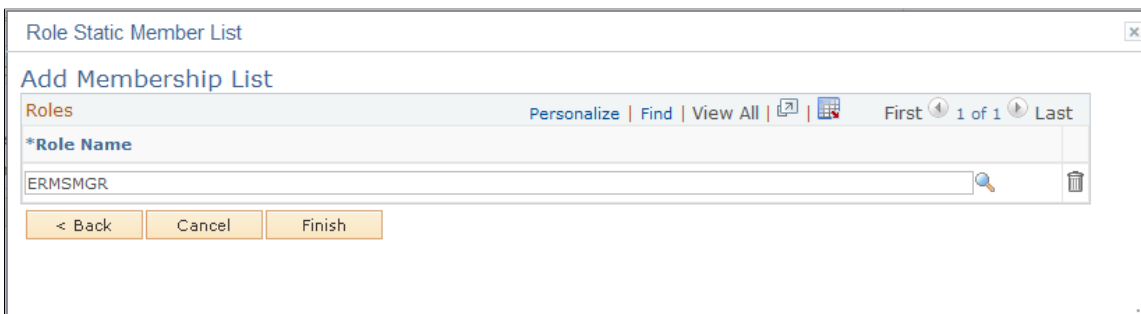 Role Static Member List
Add Membership List
Roles Personalize | Find | View All | | First 1 of 1 Last
*Role Name
ERMSMGR
< Back Cancel Finish